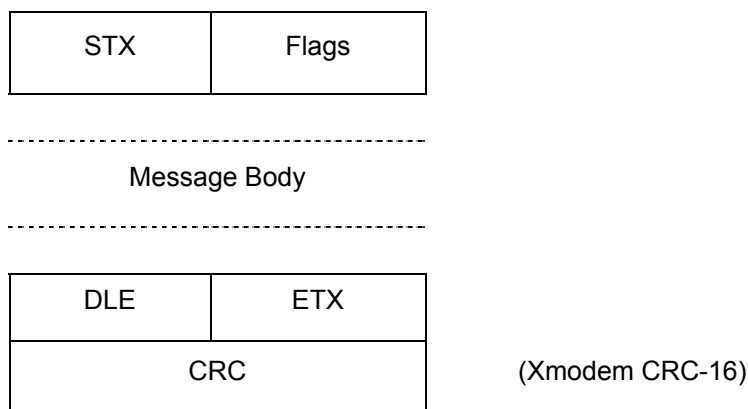 STX Flags
Message Body
DLE ETX
CRC (Xmodem CRC-16)